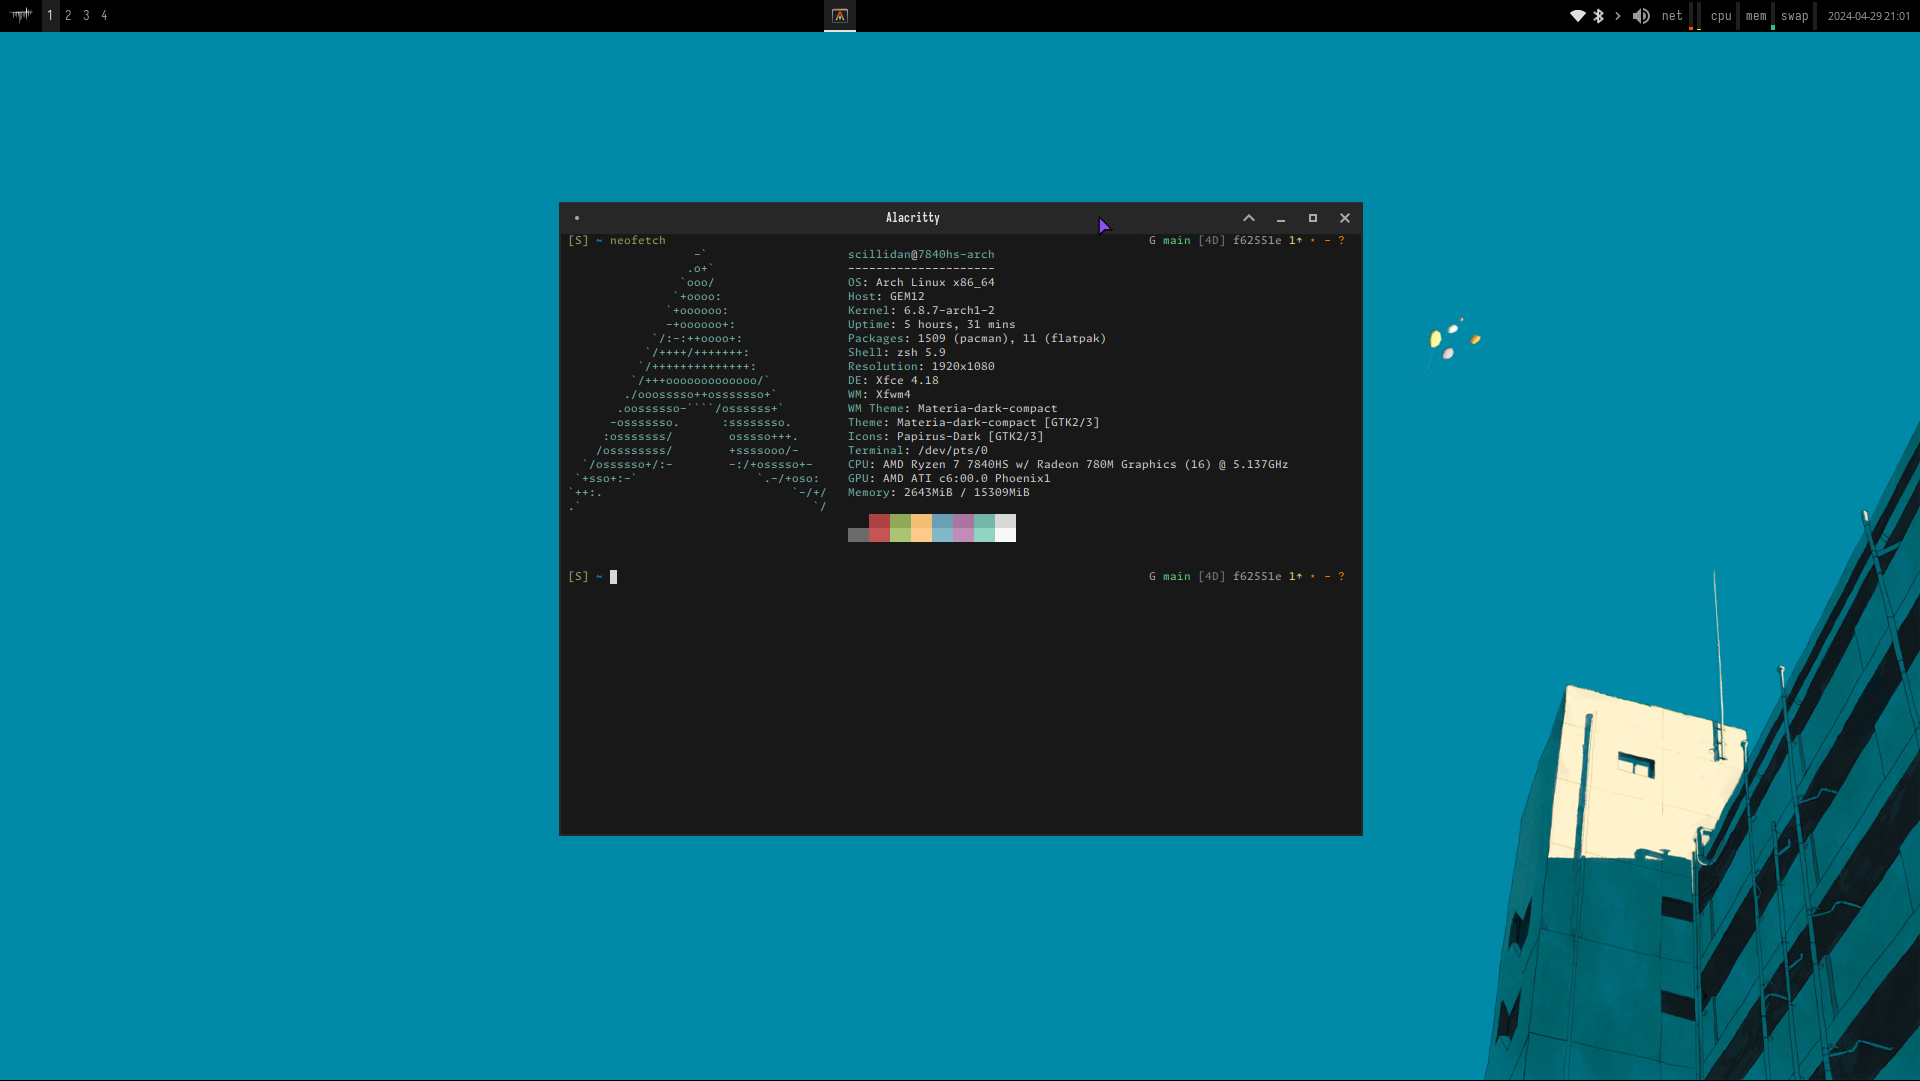 1 2 3 4 net cpu mem swap 2024-04-29 21:01
Alacritty
[S] ~ neofetch G main [4D] f62551e 1↑ • – ?
-` scillidan@7840hs-arch
.o+` ---------------------
`ooo/ OS: Arch Linux x86_64
`+oooo: Host: GEM12
`+oooooo: Kernel: 6.8.7-arch1-2
-+oooooo+: Uptime: 5 hours, 31 mins
`/:-:++oooo+: Packages: 1509 (pacman), 11 (flatpak)
`/++++/+++++++: Shell: zsh 5.9
`/++++++++++++++: Resolution: 1920x1080
`/+++ooooooooooooo/` DE: Xfce 4.18
./ooosssso++osssssso+` WM: Xfwm4
.oossssso-````/ossssss+` WM Theme: Materia-dark-compact
-osssssso. :ssssssso. Theme: Materia-dark-compact [GTK2/3]
:osssssss/ osssso+++. Icons: Papirus-Dark [GTK2/3]
/ossssssss/ +ssssooo/- Terminal: /dev/pts/0
`/ossssso+/:- -:/+osssso+- CPU: AMD Ryzen 7 7840HS w/ Radeon 780M Graphics (16) @ 5.137GHz
`+sso+:-` `.-/+oso: GPU: AMD ATI c6:00.0 Phoenix1
`++:. `-/+/ Memory: 2643MiB / 15309MiB
.` `/
[S] ~ G main [4D] f62551e 1↑ • – ?